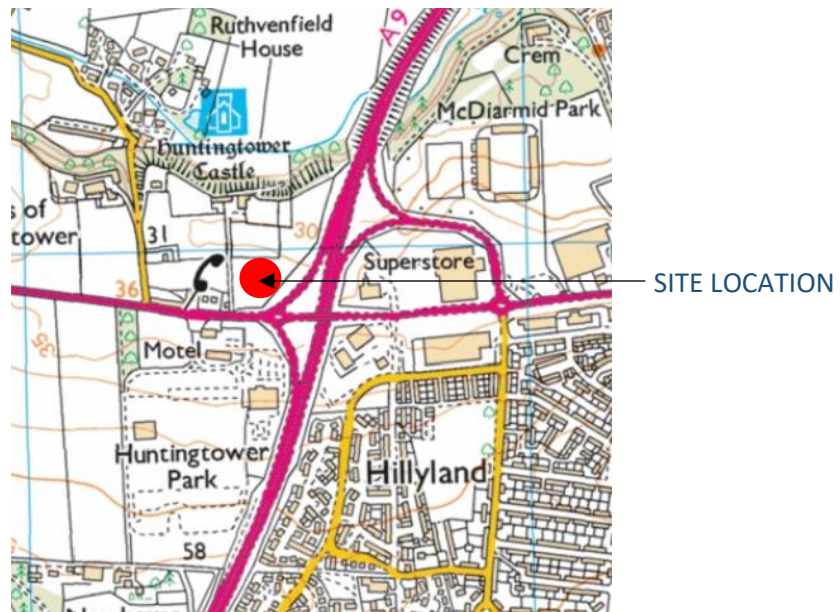 Ruthvenfield
House
A9
Crem
McDiarmid Park
Huntingtower
Castle
s of
tower
31
30
Superstore
36
SITE LOCATION
35
Motel
Huntingtower
Park
Hillyland
58